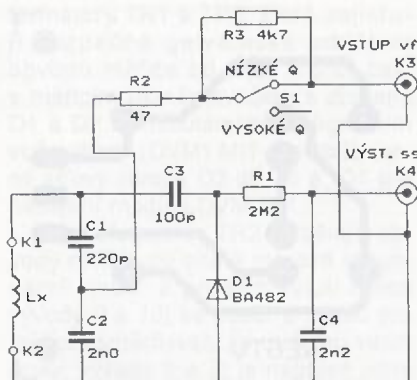 R3 4k7
VSTUP vf
K3
NÍZKÉ Q
R2
S1
47
VYSOKÉ Q
VÝST. ss
K4
C3
R1
100p
2M2
K1
C1
220p
D1
BA482
Lx
C2
C4
K2
2n0
2n2